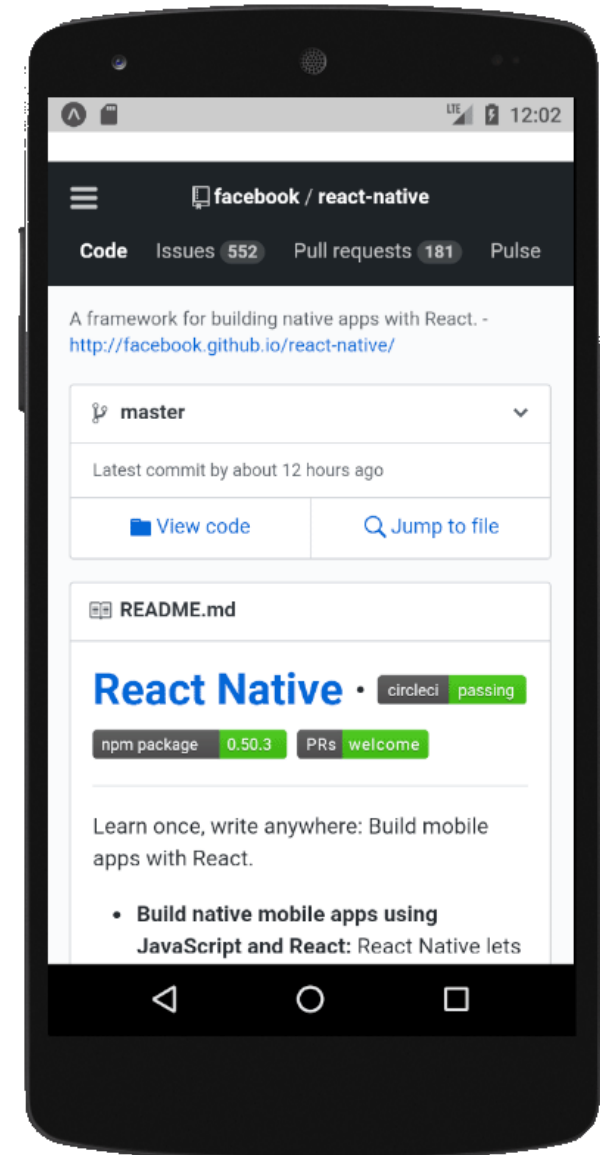 LTE 12:02
facebook / react-native
Code Issues 552 Pull requests 181 Pulse
A framework for building native apps with React. -
http://facebook.github.io/react-native/
master
Latest commit by about 12 hours ago
View code Jump to file
README.md
React Native · circleci passing
npm package 0.50.3 PRs welcome
Learn once, write anywhere: Build mobile
apps with React.
• Build native mobile apps using
JavaScript and React: React Native lets